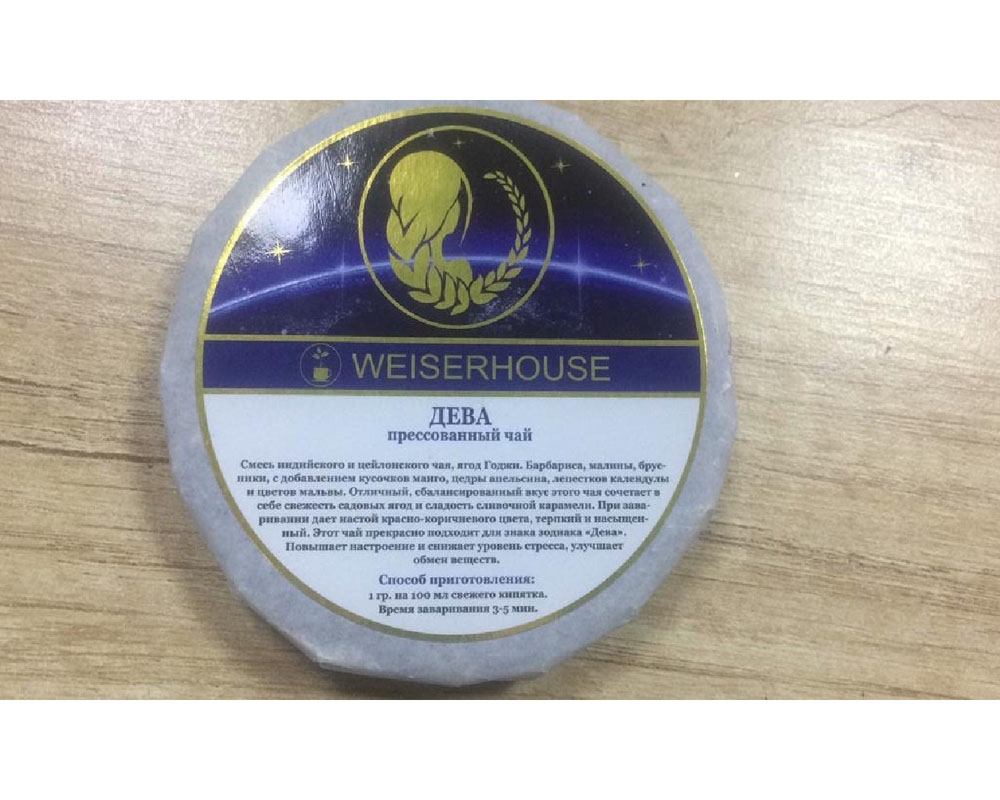 WEISERHOUSE
ДЕВА
прессованный чай
Смесь индийского и цейлонского чая, ягод Годжи. Барбариса, малины, брус-
ники, с добавлением кусочков манго, цедры апельсина, лепестков календулы
и цветов мальвы. Отличный, сбалансированный вкус этого чая сочетает в
себе свежесть садовых ягод и сладость сливочной карамели. При зава-
ривании дает настой красно-коричневого цвета, терпкий и насыщен-
ный. Этот чай прекрасно подходит для знака зодиака «Дева».
Повышает настроение и снижает уровень стресса, улучшает
обмен веществ.
Способ приготовления:
1 гр. на 100 мл свежего кипятка.
Время заваривания 3-5 мин.